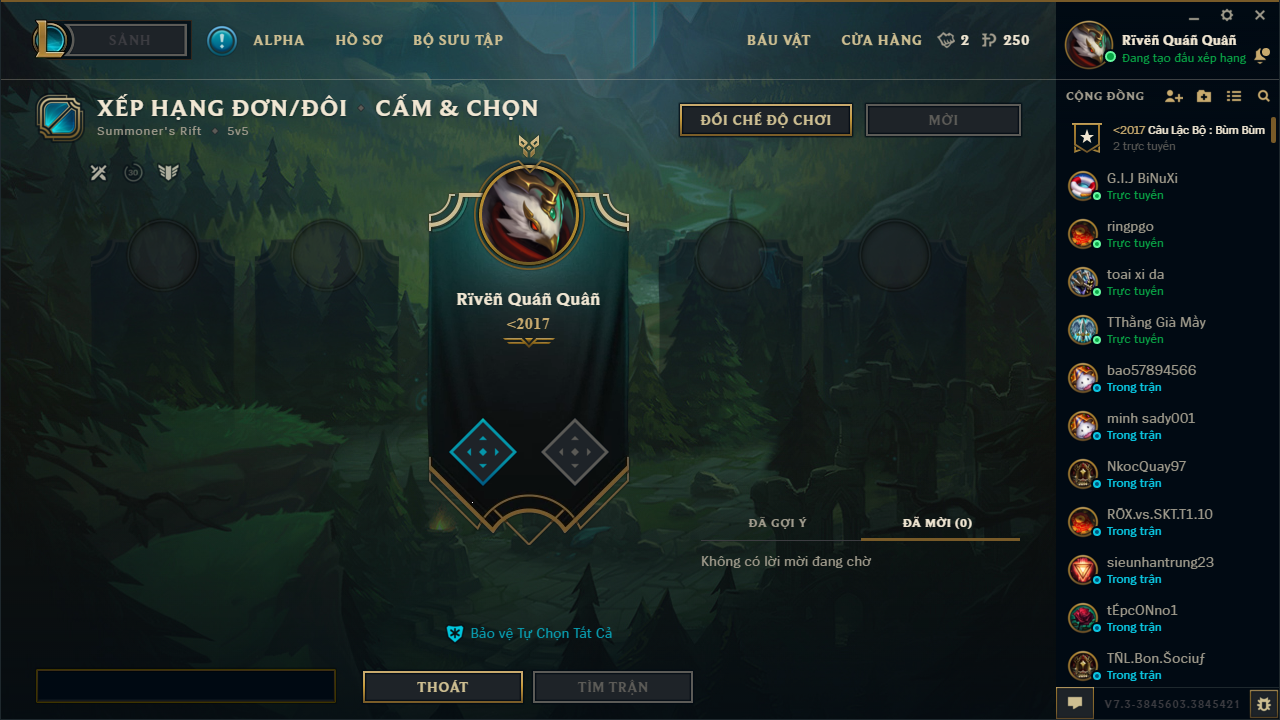 SẢNH
ALPHA
HỒ SƠ
BỘ SƯU TẬP
BÁU VẬT
CỬA HÀNG
2
250
Rïvëñ Quáñ Quâñ
Đang tạo đấu xếp hạng
XẾP HẠNG ĐƠN/ĐÔI • CẤM & CHỌN
Summoner's Rift • 5v5
ĐỔI CHẾ ĐỘ CHƠI
MỜI
30
CỘNG ĐỒNG
<2017 Câu Lạc Bộ : Bùm Bùm
2 trực tuyến
G.I.J BiNuXi
Trực tuyến
ringpgo
Trực tuyến
toai xi da
Trực tuyến
TThằng Già Mầy
Trực tuyến
bao57894566
Trong trận
minh sady001
Trong trận
NkocQuay97
Trong trận
RÖX.vs.SKT.T1.10
Trong trận
sieunhantrung23
Trong trận
tÉpcONno1
Trong trận
TÑL.Bon.Šociuƒ
Trong trận
Rïvëñ Quáñ Quâñ
<2017
ĐÃ GỢI Ý
ĐÃ MỜI (0)
Không có lời mời đang chờ
Bảo vệ Tự Chọn Tất Cả
THOÁT
TÌM TRẬN
V7.3-3845603.3845421